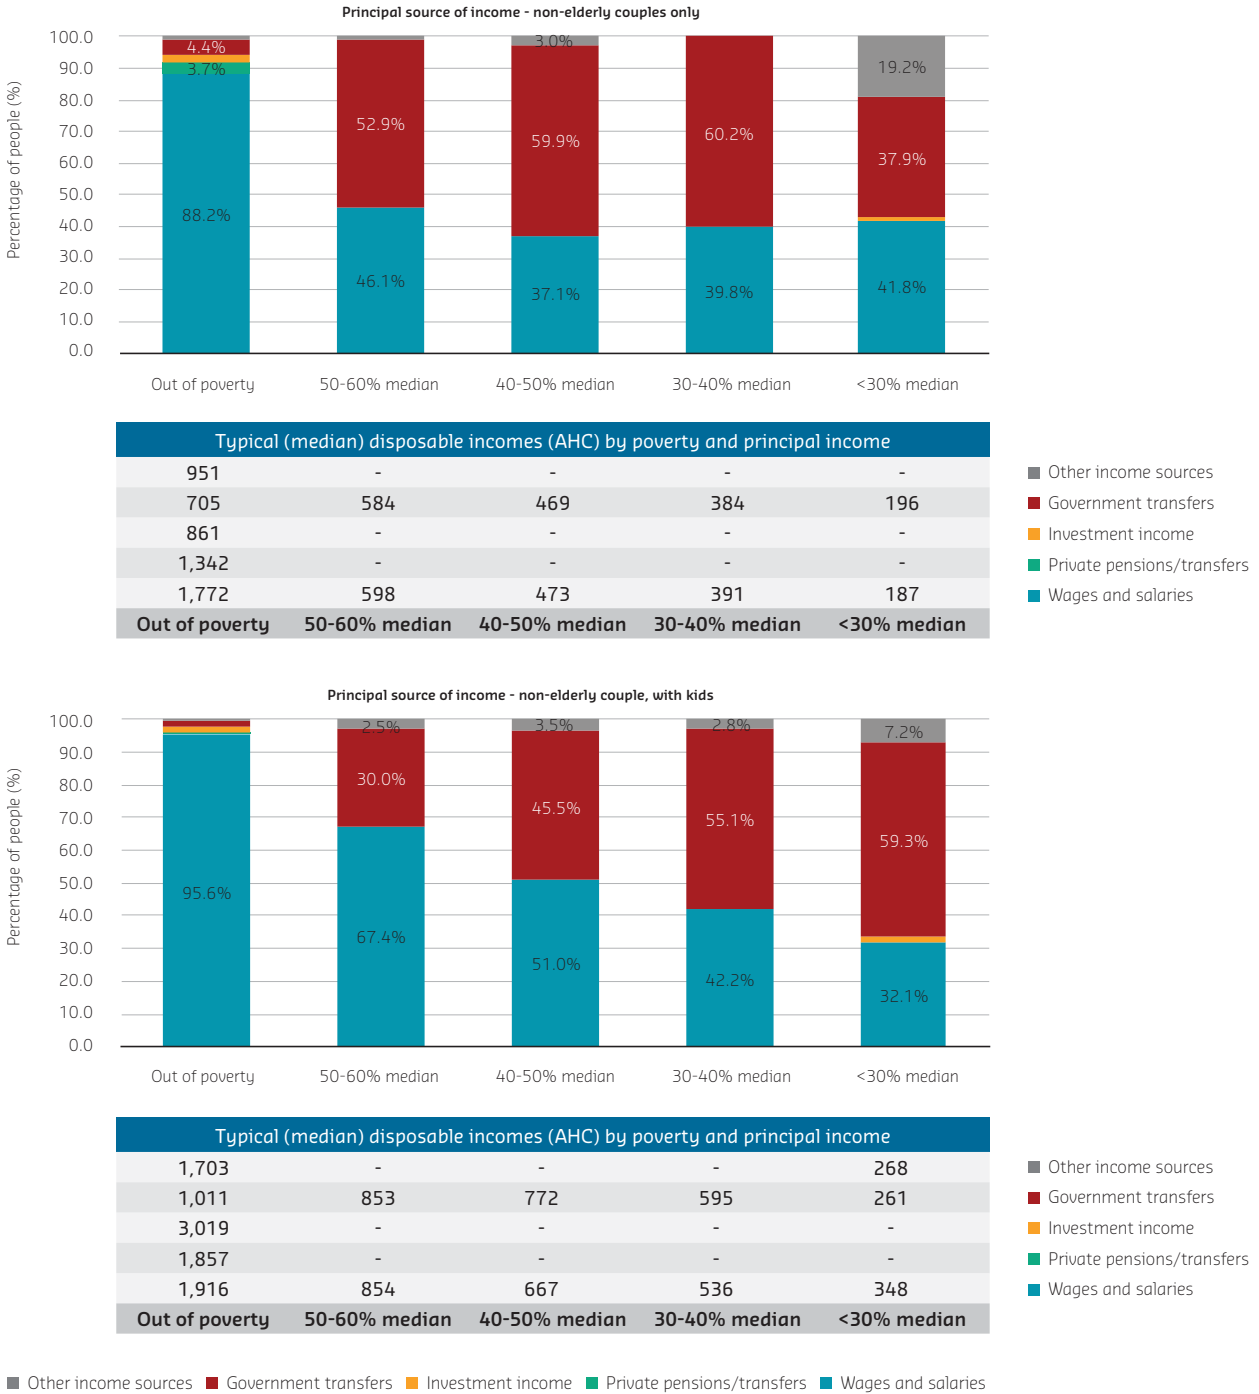 Principal source of income - non-elderly couples only
Percentage of people (%)
100.0
90.0
80.0
70.0
60.0
50.0
40.0
30.0
20.0
10.0
0.0
4.4%
3.7%
88.2%
52.9%
46.1%
3.0%
59.9%
37.1%
60.2%
39.8%
19.2%
37.9%
41.8%
Out of poverty 50-60% median 40-50% median 30-40% median <30% median
Typical (median) disposable incomes (AHC) by poverty and principal income
951 - - - -
705 584 469 384 196
861 - - - -
1,342 - - - -
1,772 598 473 391 187
Out of poverty 50-60% median 40-50% median 30-40% median <30% median
Other income sources
Government transfers
Investment income
Private pensions/transfers
Wages and salaries
Principal source of income - non-elderly couple, with kids
Percentage of people (%)
100.0
90.0
80.0
70.0
60.0
50.0
40.0
30.0
20.0
10.0
0.0
95.6%
2.5%
30.0%
67.4%
3.5%
45.5%
51.0%
2.8%
55.1%
42.2%
7.2%
59.3%
32.1%
Out of poverty 50-60% median 40-50% median 30-40% median <30% median
Typical (median) disposable incomes (AHC) by poverty and principal income
1,703 - - - 268
1,011 853 772 595 261
3,019 - - - -
1,857 - - - -
1,916 854 667 536 348
Out of poverty 50-60% median 40-50% median 30-40% median <30% median
Other income sources
Government transfers
Investment income
Private pensions/transfers
Wages and salaries
Other income sources Government transfers Investment income Private pensions/transfers Wages and salaries